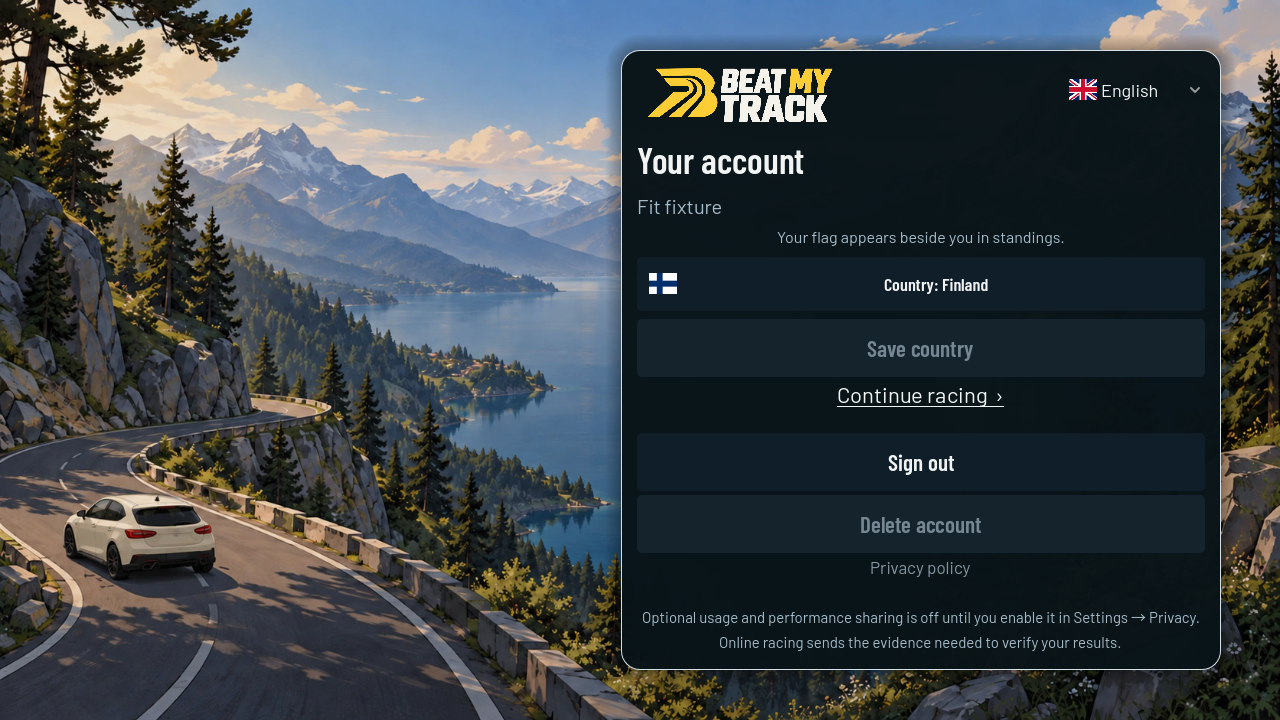 BEAT MY
TRACK
English
Your account
Fit fixture
Your flag appears beside you in standings.
Country: Finland
Save country
Continue racing ›
Sign out
Delete account
Privacy policy
Optional usage and performance sharing is off until you enable it in Settings → Privacy.
Online racing sends the evidence needed to verify your results.